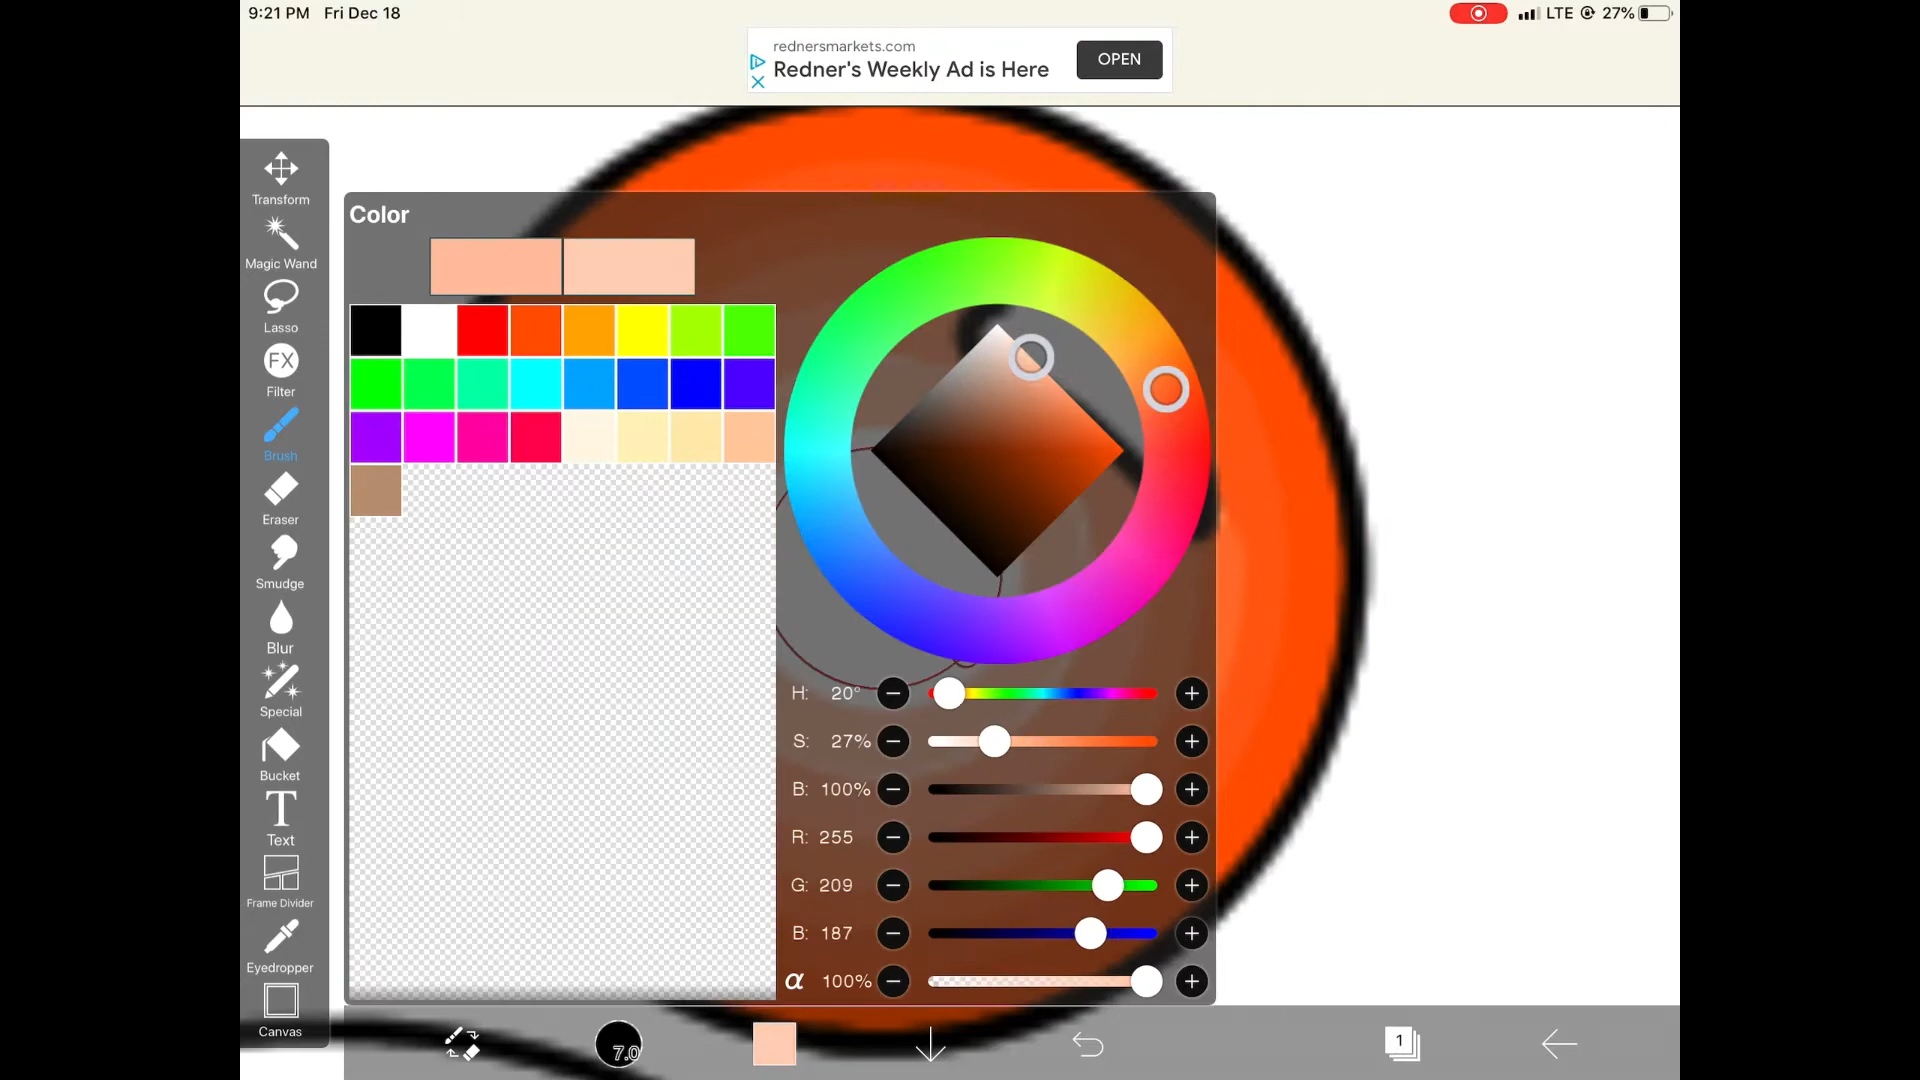 9:21 PM Fri Dec 18
LTE 27%
rednersmarkets.com
Redner's Weekly Ad is Here
OPEN
Transform
Magic Wand
Lasso
FX
Filter
Brush
Eraser
Smudge
Blur
Special
Bucket
T
Text
Frame Divider
Eyedropper
Canvas
Color
H: 20°
S: 27%
B: 100%
R: 255
G: 209
B: 187
α 100%
7.0
1